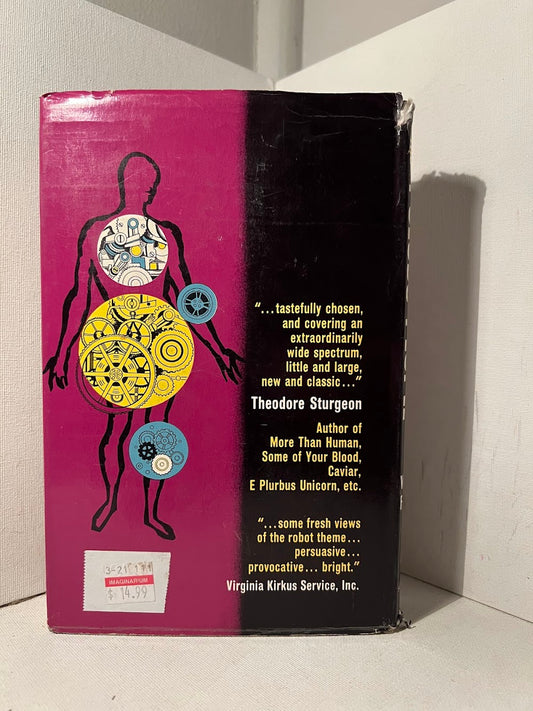 “...tastefully chosen,
and covering an
extraordinarily
wide spectrum,
little and large,
new and classic...”
Theodore Sturgeon
Author of
More Than Human,
Some of Your Blood,
Caviar,
E Plurbus Unicorn, etc.
“...some fresh views
of the robot theme...
persuasive...
provocative... bright.”
Virginia Kirkus Service, Inc.
IMAGINARIUM
$ 14.99